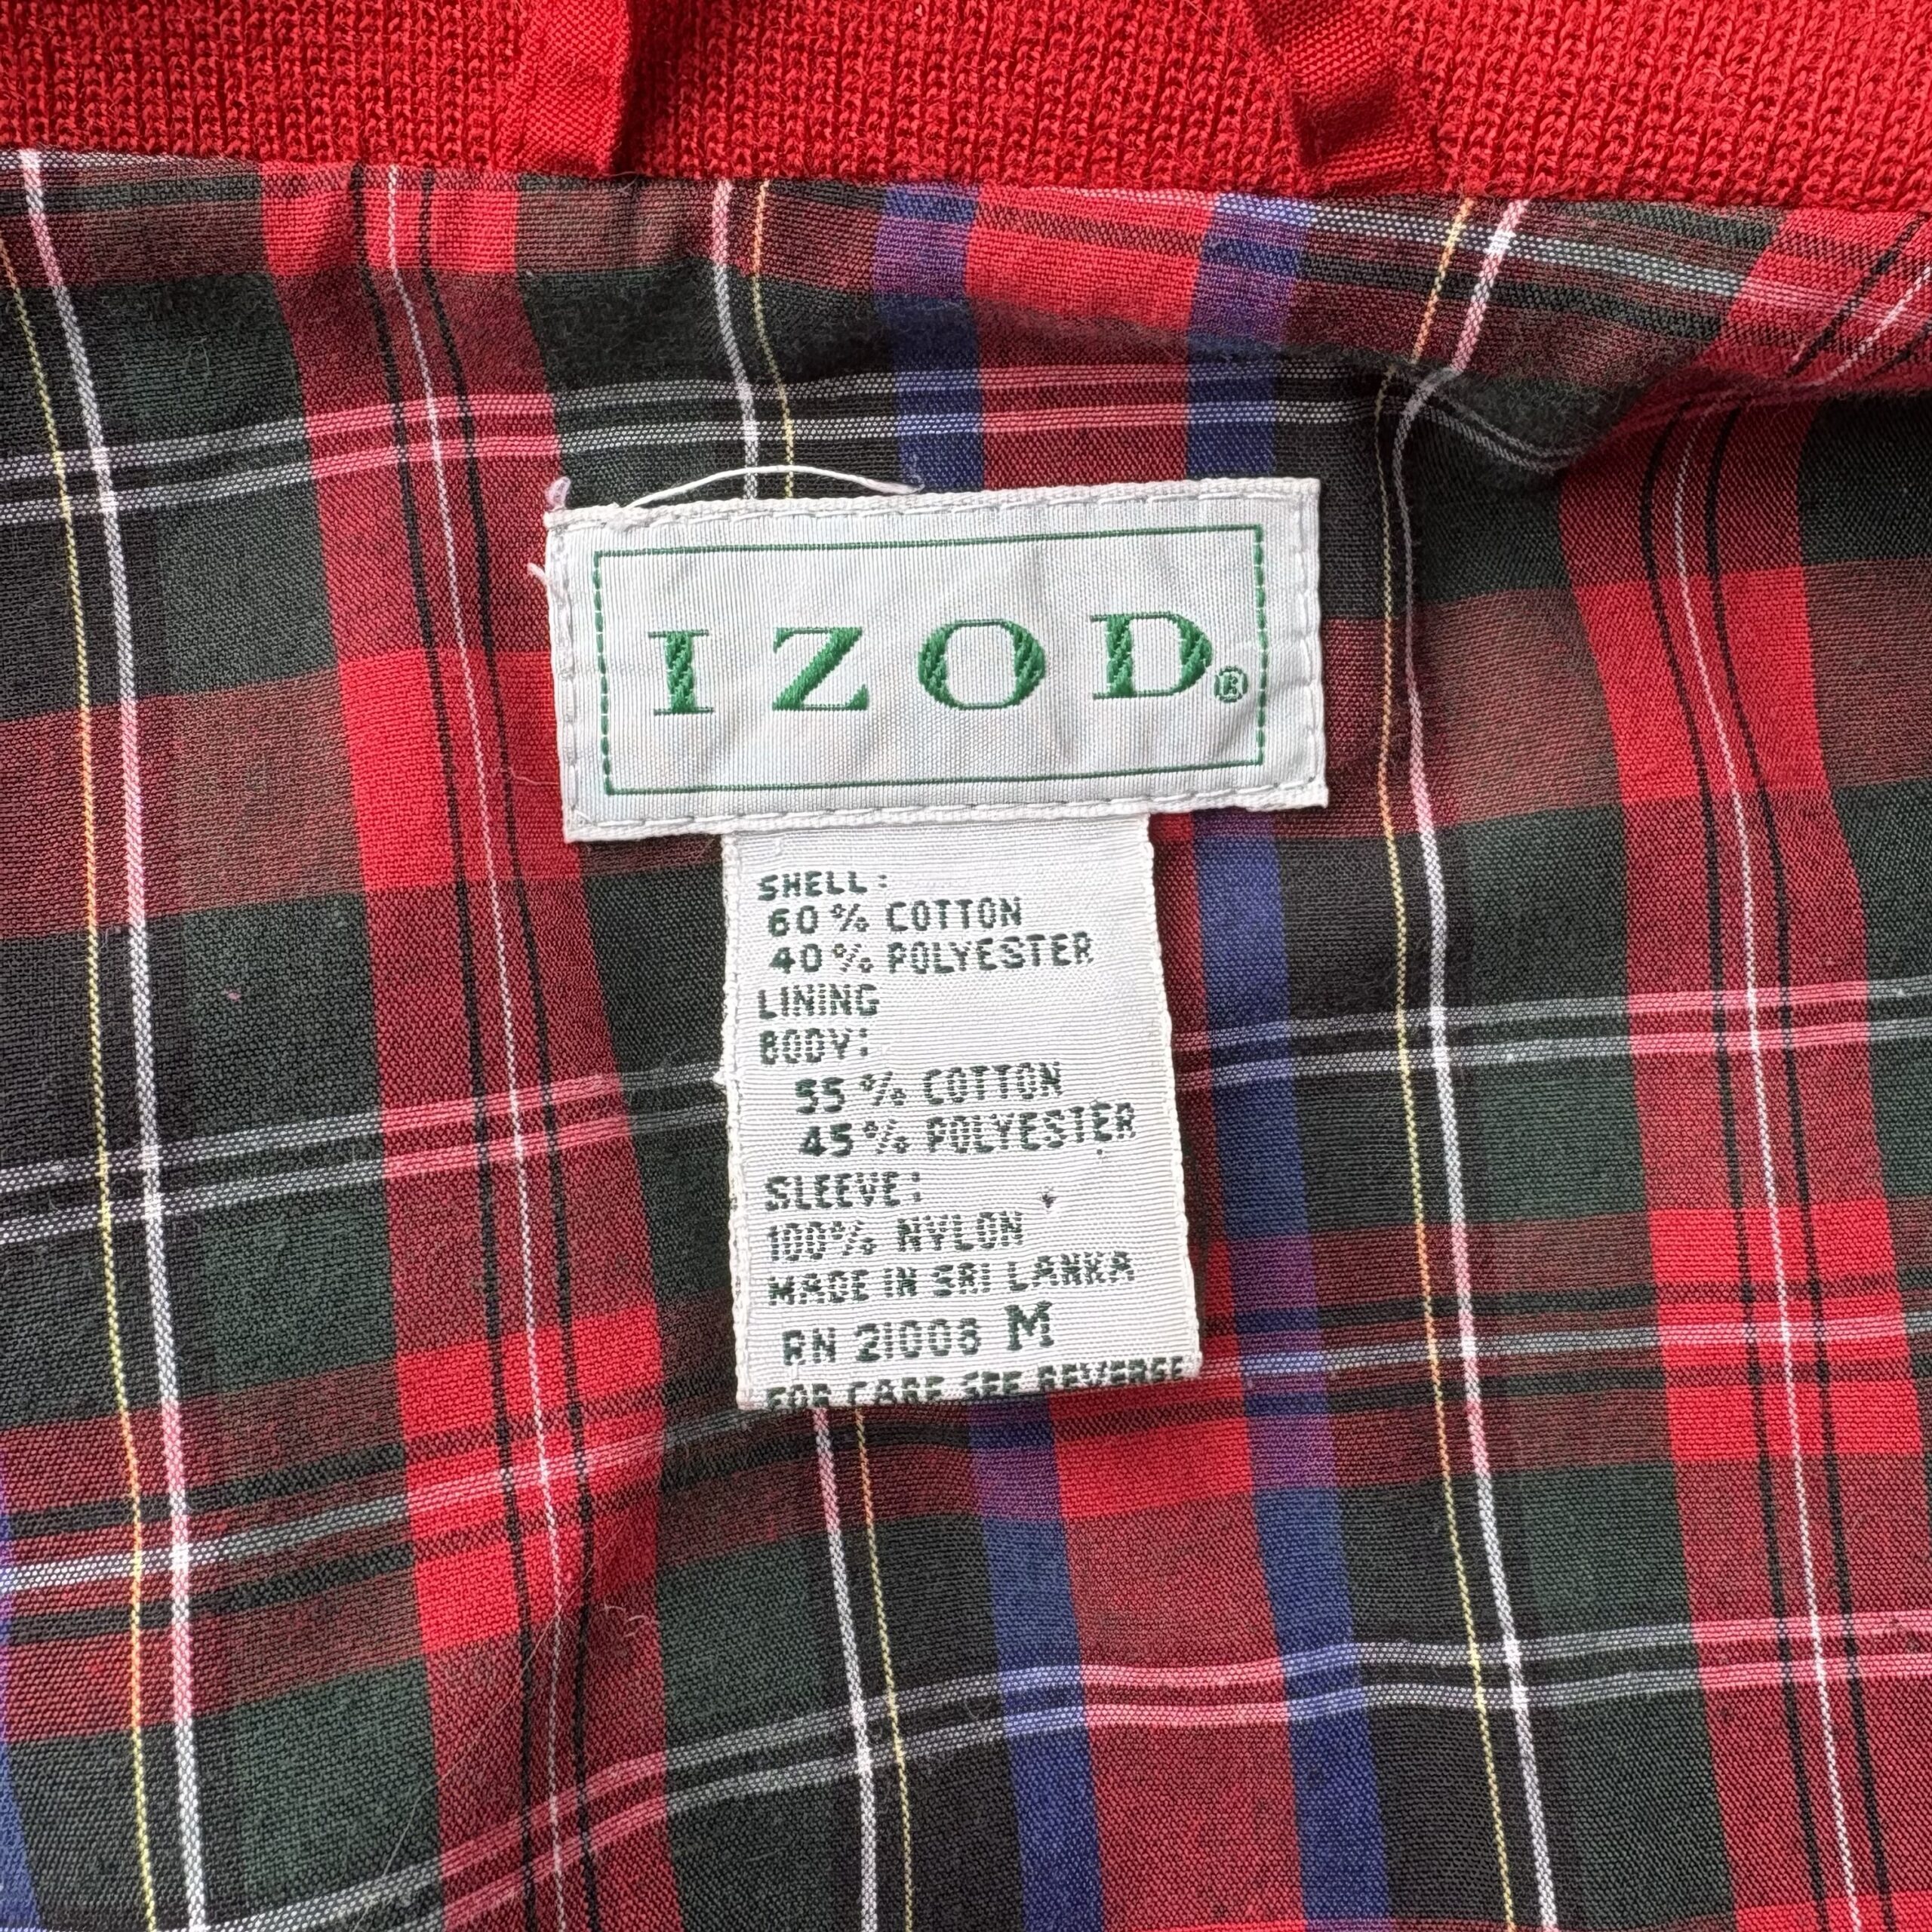 IZOD®
SHELL:
60% COTTON
40% POLYESTER
LINING
BODY:
55% COTTON
45% POLYESTER
SLEEVE:
100% NYLON
MADE IN SRI LANKA
RN 21008 M
FOR CARE SEE REVERSE